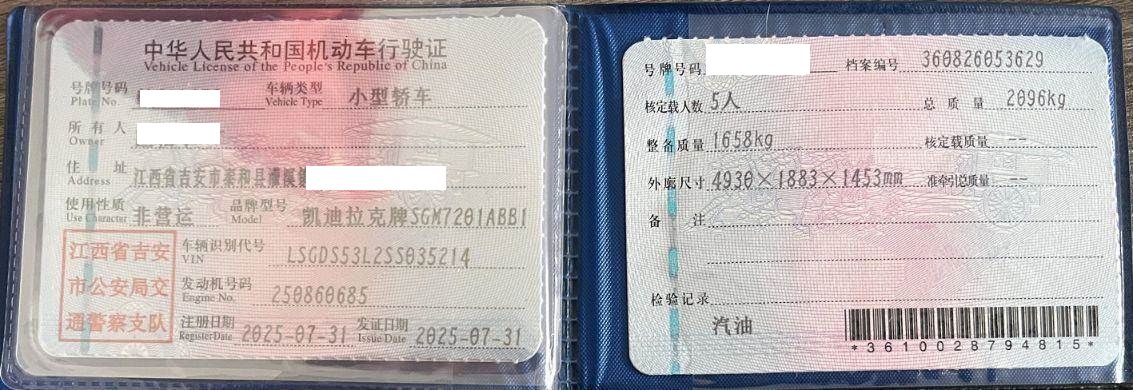 中华人民共和国机动车行驶证
Vehicle License of the People's Republic of China
号牌号码 车辆类型 小型轿车
Plate No. Vehicle Type
所有人
Owner
住址 江西省吉安市泰和县
Address
使用性质 非营运 品牌型号 凯迪拉克牌SGM7201ABB1
Use Character Model
江西省吉安 车辆识别代号 LSGDS53L2SS035214
VIN
市公安局交 发动机号码 250860685
Engine No.
通警察支队 注册日期 2025-07-31 发证日期 2025-07-31
Register Date Issue Date
号牌号码 档案编号 360826053629
核定载人数 5人 总质量 2096kg
整备质量 1658kg 核定载质量 --
外廓尺寸 4930×1883×1453mm 准牵引总质量 --
备注
检验记录
汽油
*3610028794815*